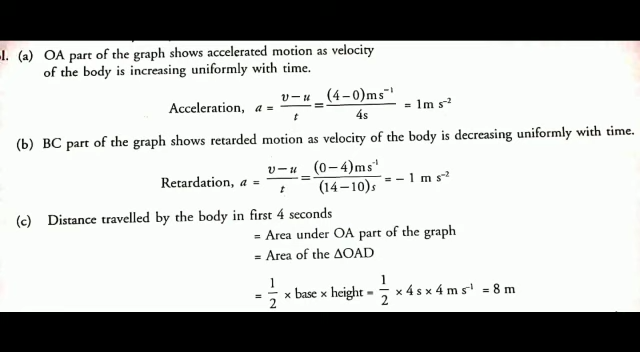 1. (a) OA part of the graph shows accelerated motion as velocity
of the body is increasing uniformly with time.
Acceleration, a = (v − u)/t = (4−0)ms⁻¹/4s = 1m s⁻²
(b) BC part of the graph shows retarded motion as velocity of the body is decreasing uniformly with time.
Retardation, a = (v − u)/t = (0−4)ms⁻¹/(14−10)s = − 1 m s⁻²
(c) Distance travelled by the body in first 4 seconds
= Area under OA part of the graph
= Area of the ΔOAD
= 1/2 × base × height = 1/2 × 4 s × 4 m s⁻¹ = 8 m